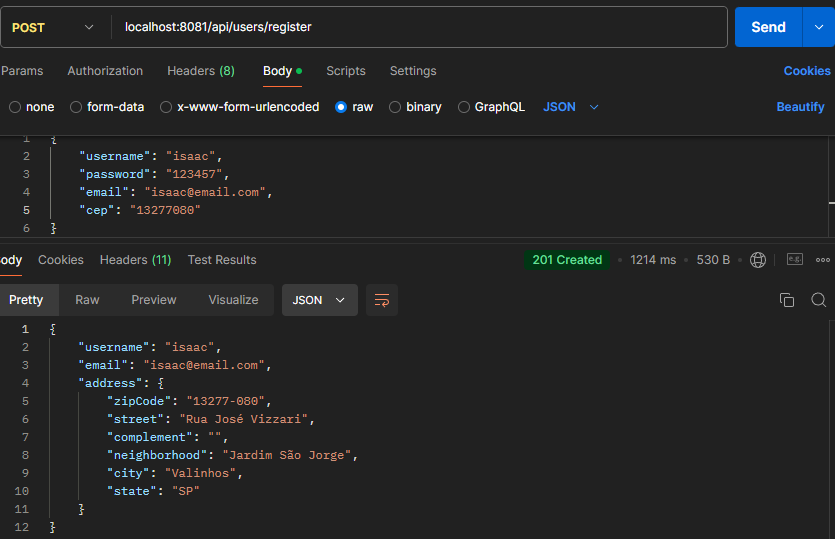 POST localhost:8081/api/users/register Send
Params Authorization Headers (8) Body Scripts Settings Cookies
none form-data x-www-form-urlencoded raw binary GraphQL JSON Beautify
1 {
2 "username": "isaac",
3 "password": "123457",
4 "email": "isaac@email.com",
5 "cep": "13277080"
6 }
ody Cookies Headers (11) Test Results 201 Created • 1214 ms • 530 B • e.g.
Pretty Raw Preview Visualize JSON
1 {
2 "username": "isaac",
3 "email": "isaac@email.com",
4 "address": {
5 "zipCode": "13277-080",
6 "street": "Rua José Vizzari",
7 "complement": "",
8 "neighborhood": "Jardim São Jorge",
9 "city": "Valinhos",
10 "state": "SP"
11 }
12 }